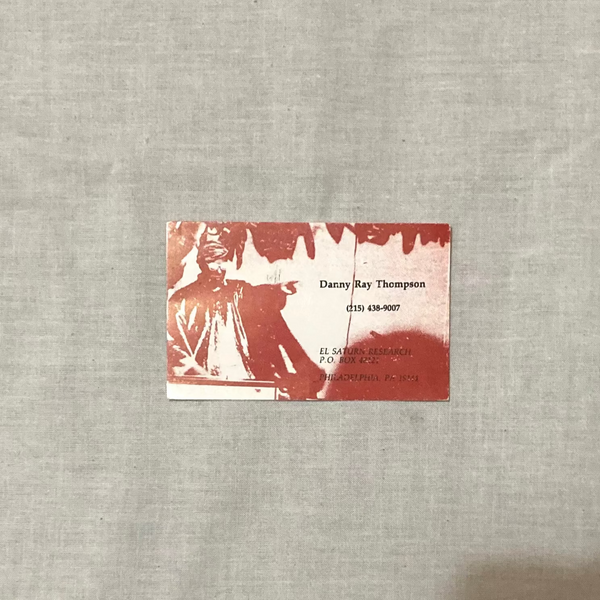 Danny Ray Thompson
(215) 438-9007
EL SATURN RESEARCH
P.O. BOX
PHILADELPHIA, PA